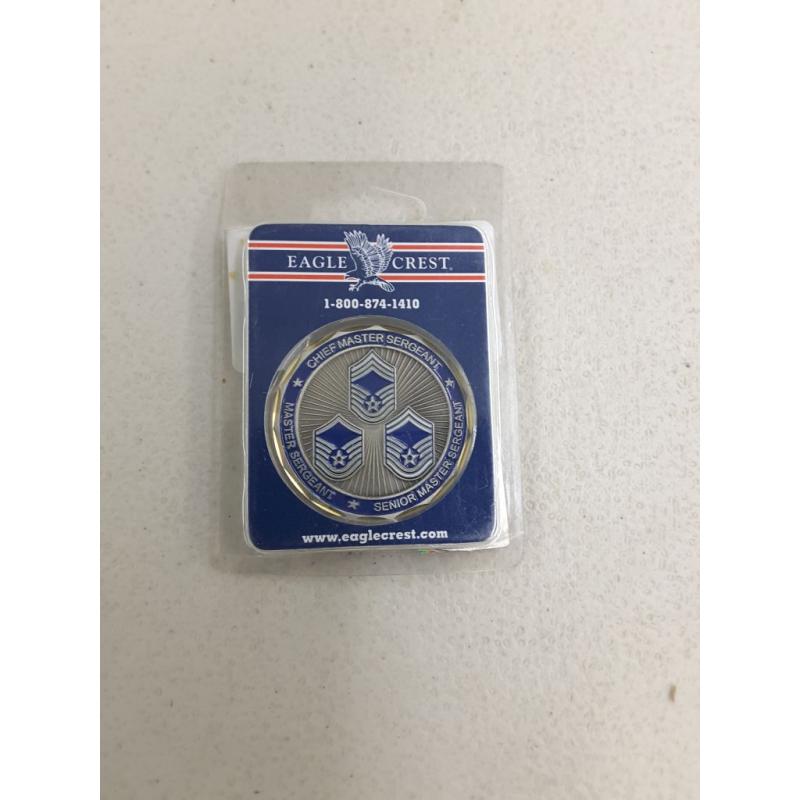 EAGLE CREST®
1-800-874-1410
CHIEF MASTER SERGEANT
MASTER SERGEANT
SENIOR MASTER SERGEANT
www.eaglecrest.com